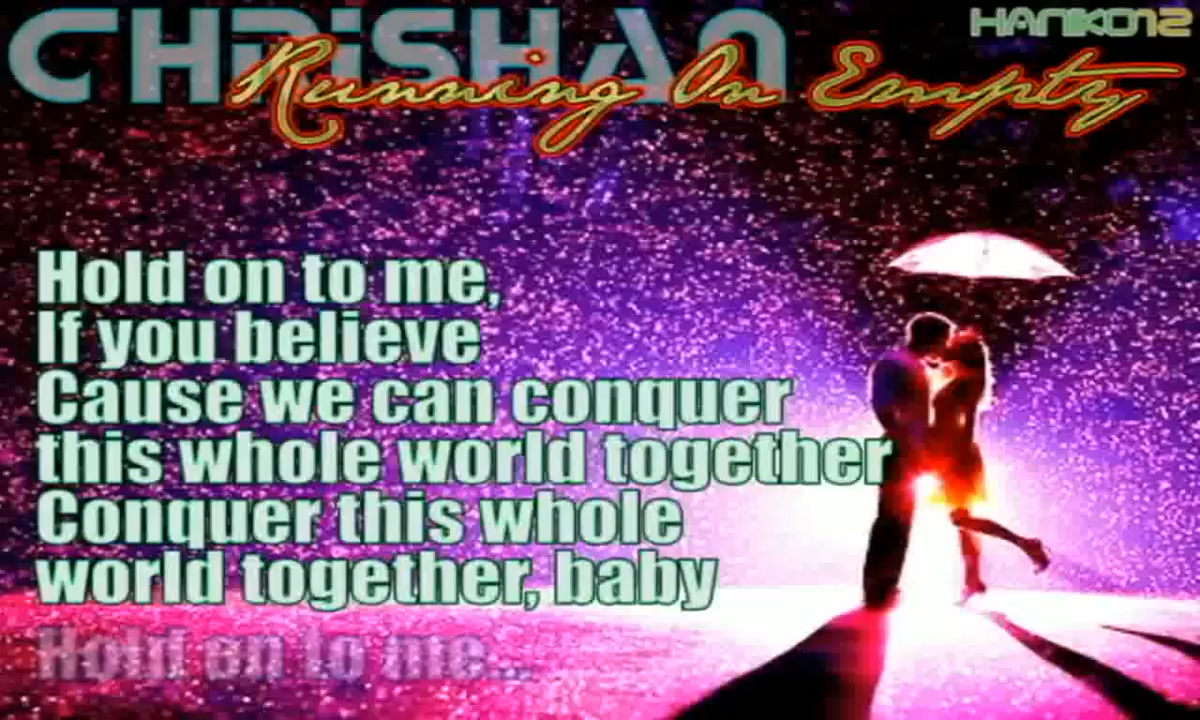 CHRISHAN
Running On Empty
HANIKO12
Hold on to me,
If you believe
Cause we can conquer
this whole world together
Conquer this whole
world together, baby
Hold on to me...